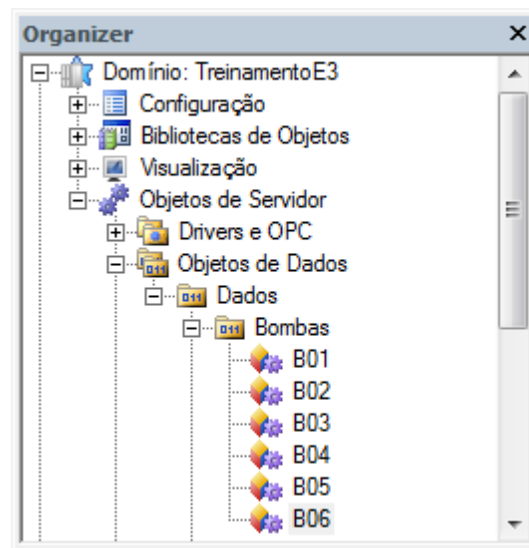 Organizer
Domínio: TreinamentoE3
Configuração
Bibliotecas de Objetos
Visualização
Objetos de Servidor
Drivers e OPC
Objetos de Dados
Dados
Bombas
B01
B02
B03
B04
B05
B06